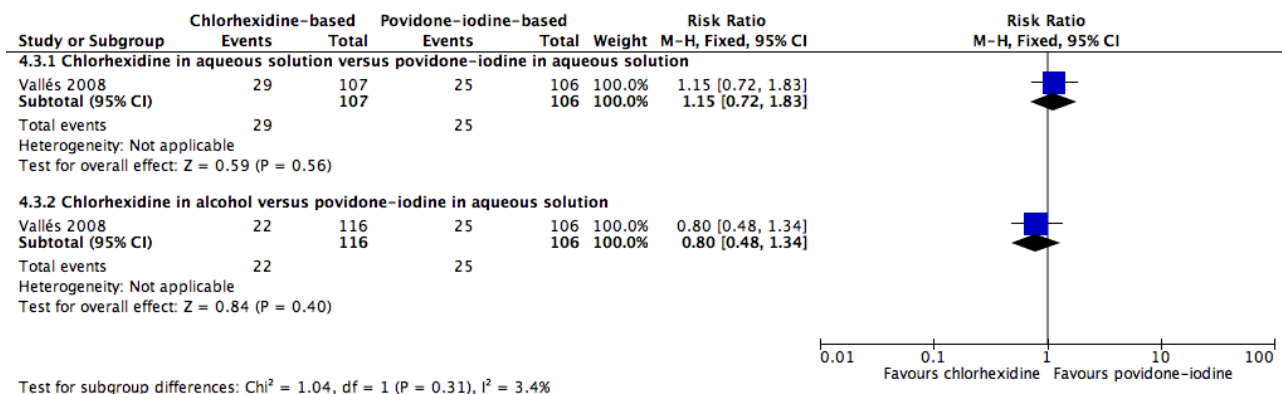 Chlorhexidine-based Povidone-iodine-based Risk Ratio Risk Ratio
Study or Subgroup Events Total Events Total Weight M-H, Fixed, 95% CI M-H, Fixed, 95% CI
4.3.1 Chlorhexidine in aqueous solution versus povidone-iodine in aqueous solution
Vallés 2008 29 107 25 106 100.0% 1.15 [0.72, 1.83]
Subtotal (95% CI) 107 106 100.0% 1.15 [0.72, 1.83]
Total events 29 25
Heterogeneity: Not applicable
Test for overall effect: Z = 0.59 (P = 0.56)
4.3.2 Chlorhexidine in alcohol versus povidone-iodine in aqueous solution
Vallés 2008 22 116 25 106 100.0% 0.80 [0.48, 1.34]
Subtotal (95% CI) 116 106 100.0% 0.80 [0.48, 1.34]
Total events 22 25
Heterogeneity: Not applicable
Test for overall effect: Z = 0.84 (P = 0.40)
0.01 0.1 1 10 100
Favours chlorhexidine Favours povidone-iodine
Test for subgroup differences: Chi² = 1.04, df = 1 (P = 0.31), I² = 3.4%